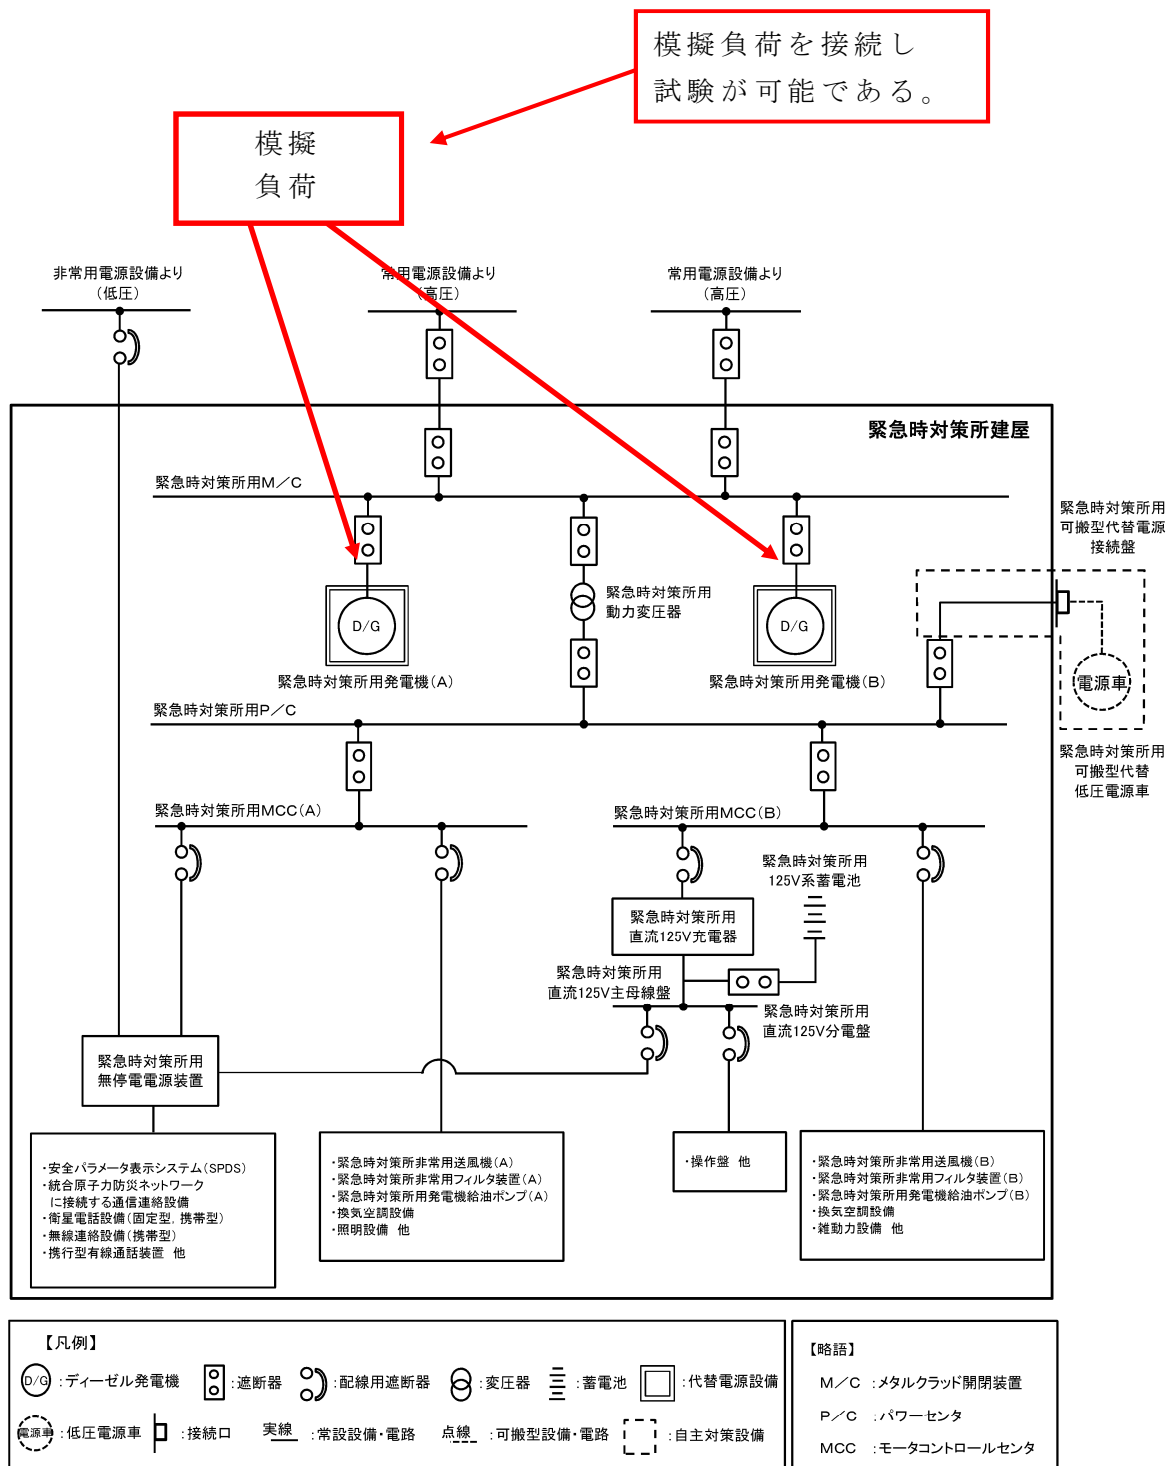 模擬負荷を接続し
試験が可能である。
模擬
負荷
非常用電源設備より
（低圧）
常用電源設備より
（高圧）
常用電源設備より
（高圧）
緊急時対策所建屋
緊急時対策所用M／C
緊急時対策所用
可搬型代替電源
接続盤
緊急時対策所用
動力変圧器
D/G
D/G
電源車
緊急時対策所用発電機（A）
緊急時対策所用発電機（B）
緊急時対策所用P／C
緊急時対策所用
可搬型代替
低圧電源車
緊急時対策所用MCC（A）
緊急時対策所用MCC（B）
緊急時対策所用
125V系蓄電池
緊急時対策所用
直流125V充電器
緊急時対策所用
直流125V主母線盤
緊急時対策所用
直流125V分電盤
緊急時対策所用
無停電電源装置
・安全パラメータ表示システム（SPDS）
・統合原子力防災ネットワーク
に接続する通信連絡設備
・衛星電話設備（固定型，携帯型）
・無線連絡設備（携帯型）
・携行型有線通話装置 他
・緊急時対策所非常用送風機（A）
・緊急時対策所非常用フィルタ装置（A）
・緊急時対策所用発電機給油ポンプ（A）
・換気空調設備
・照明設備 他
・操作盤 他
・緊急時対策所非常用送風機（B）
・緊急時対策所非常用フィルタ装置（B）
・緊急時対策所用発電機給油ポンプ（B）
・換気空調設備
・雑動力設備 他
【凡例】
D/G ：ディーゼル発電機 ：遮断器 ：配線用遮断器 ：変圧器 ：蓄電池 ：代替電源設備
電源車 ：低圧電源車 ：接続口 実線 ：常設設備・電路 点線 ：可搬型設備・電路 ：自主対策設備
【略語】
M／C ：メタルクラッド開閉装置
P／C ：パワーセンタ
MCC ：モータコントロールセンタ